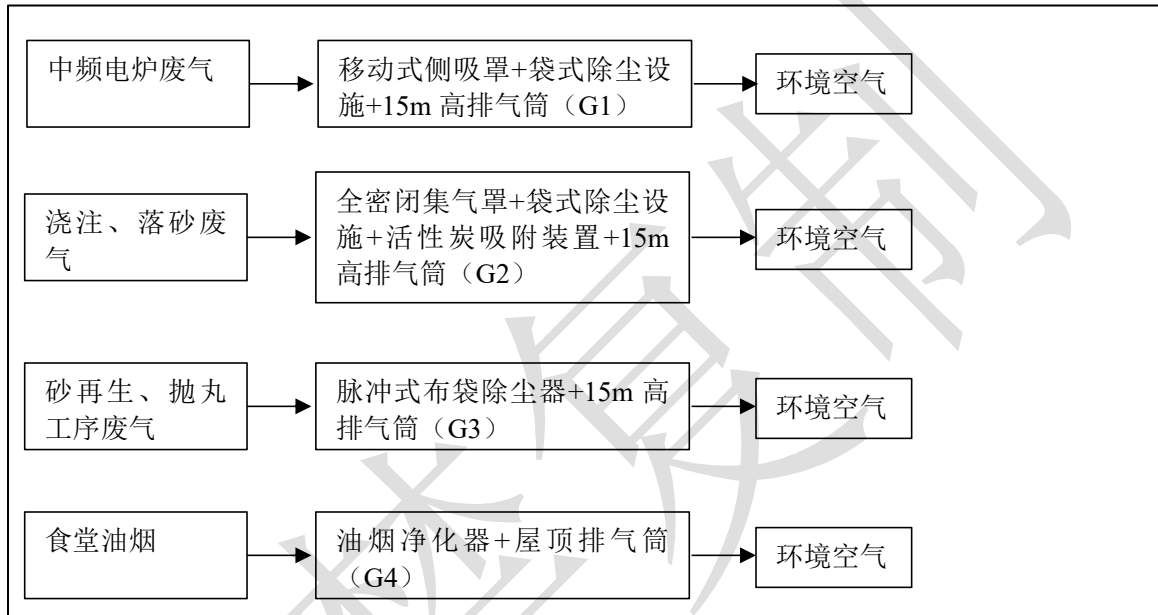 中频电炉废气
移动式侧吸罩+袋式除尘设
施+15m 高排气筒（G1）
环境空气
浇注、落砂废
气
全密闭集气罩+袋式除尘设
施+活性炭吸附装置+15m
高排气筒（G2）
环境空气
砂再生、抛丸
工序废气
脉冲式布袋除尘器+15m 高
排气筒（G3）
环境空气
食堂油烟
油烟净化器+屋顶排气筒
（G4）
环境空气
复制